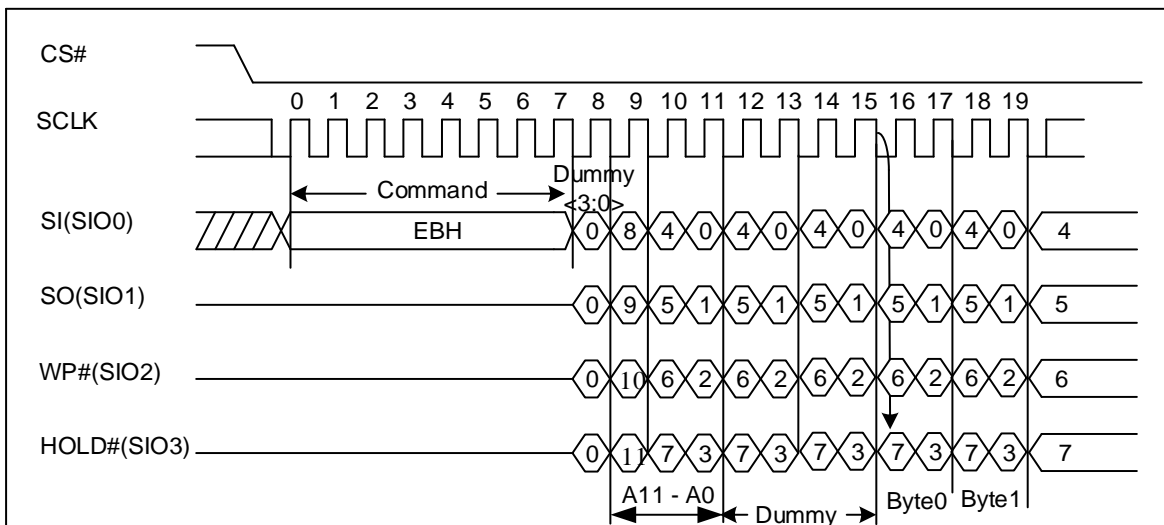 CS#
0 1 2 3 4 5 6 7 8 9 10 11 12 13 14 15 16 17 18 19
SCLK
Command
Dummy
<3:0>
SI(SIO0) EBH 0 8 4 0 4 0 4 0 4 0 4 0 4
SO(SIO1) 0 9 5 1 5 1 5 1 5 1 5 1 5
WP#(SIO2) 0 10 6 2 6 2 6 2 6 2 6 2 6
HOLD#(SIO3) 0 11 7 3 7 3 7 3 7 3 7 3 7
A11 - A0 Dummy Byte0 Byte1